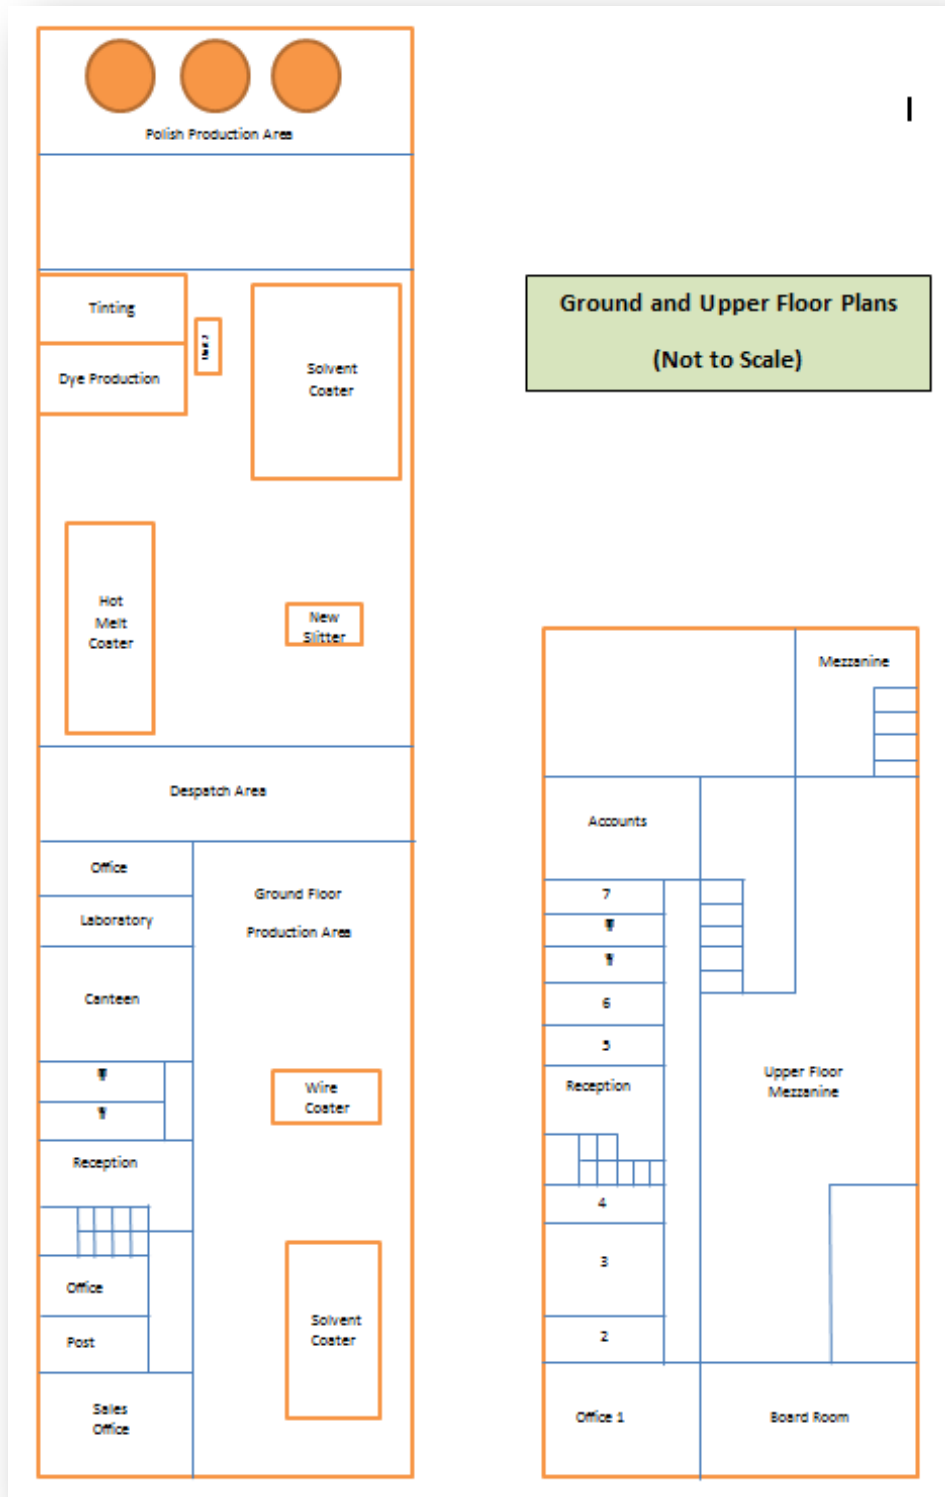 Polish Production Area
Tinting
Dye Production
Solvent
Coater
Hot
Melt
Coater
New
Slitter
Despatch Area
Office
Laboratory
Canteen
Reception
Office
Post
Sales
Office
Ground Floor
Production Area
Wire
Coater
Solvent
Coater
Ground and Upper Floor Plans
(Not to Scale)
Mezzanine
Accounts
7
6
5
Reception
4
3
2
Office 1
Upper Floor
Mezzanine
Board Room